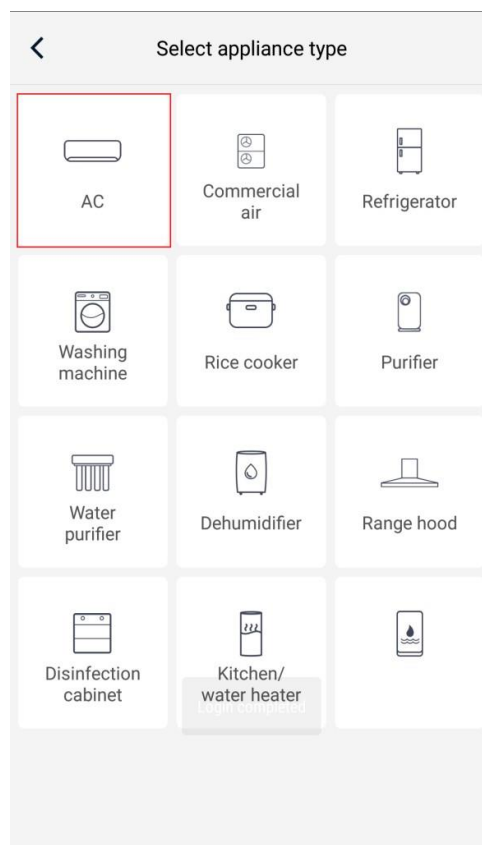 Select appliance type
AC
Commercial
air
Refrigerator
Washing
machine
Rice cooker
Purifier
Water
purifier
Dehumidifier
Range hood
Disinfection
cabinet
Kitchen/
water heater
Login completed